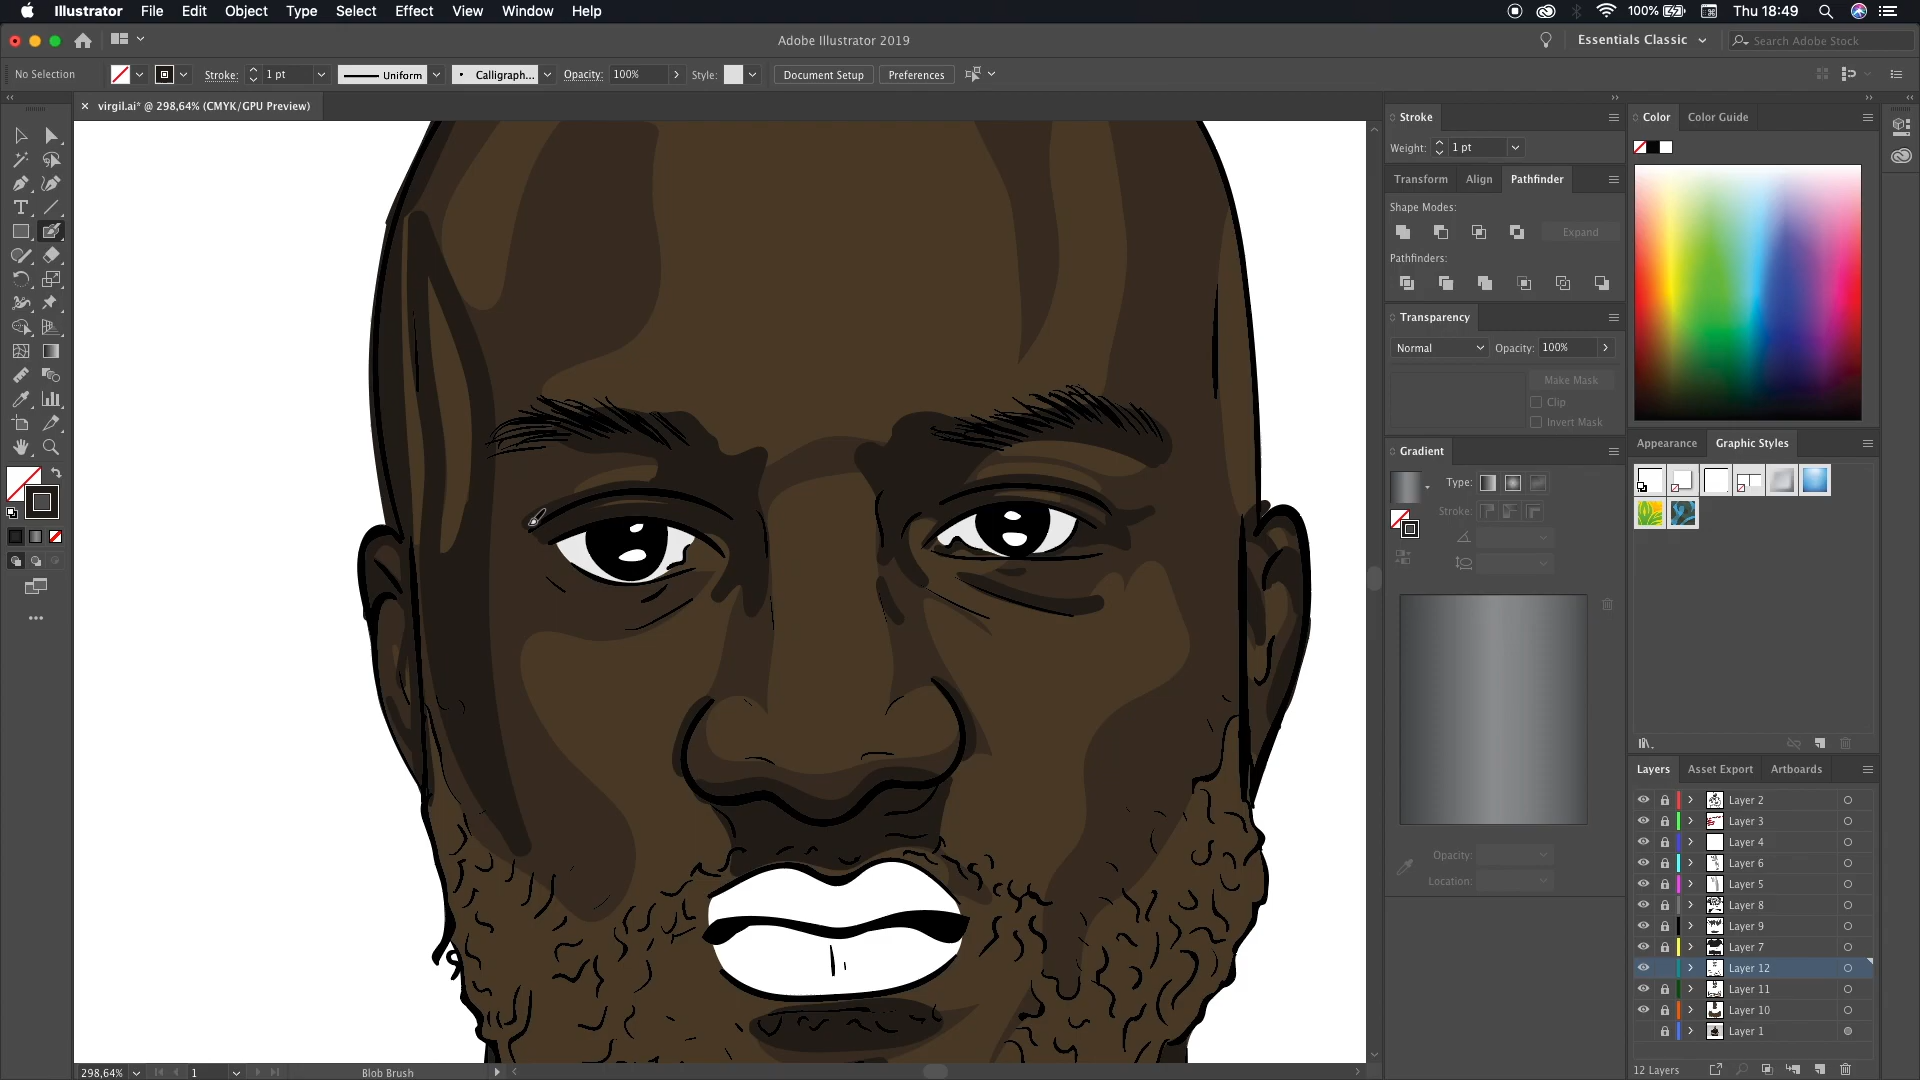 Illustrator File Edit Object Type Select Effect View Window Help
100% Thu 18:49
Adobe Illustrator 2019
Essentials Classic
Search Adobe Stock
No Selection
Stroke: 1 pt
Uniform
Calligraph...
Opacity: 100%
Style:
Document Setup
Preferences
virgil.ai* @ 298,64% (CMYK/GPU Preview)
Stroke
Weight: 1 pt
Transform Align Pathfinder
Shape Modes:
Expand
Pathfinders:
Transparency
Normal Opacity: 100%
Make Mask
Clip
Invert Mask
Gradient
Type:
Stroke:
Opacity:
Location:
Color Color Guide
Appearance Graphic Styles
Layers Asset Export Artboards
Layer 2
Layer 3
Layer 4
Layer 6
Layer 5
Layer 8
Layer 9
Layer 7
Layer 12
Layer 11
Layer 10
Layer 1
12 Layers
298,64% 1 Blob Brush